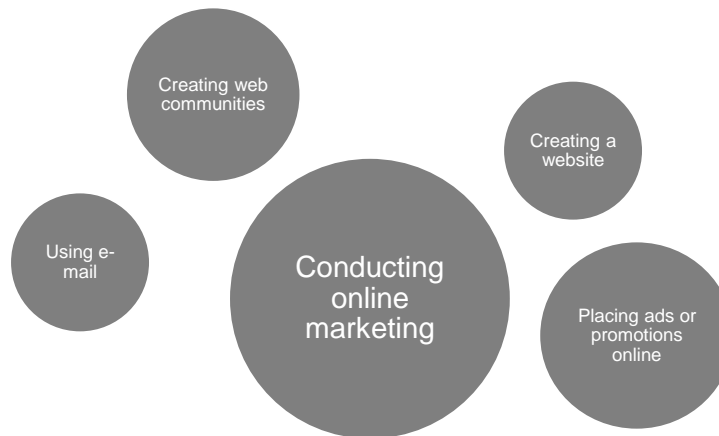 Creating web
communities
Creating a
website
Using e-
mail
Conducting
online
marketing
Placing ads or
promotions
online